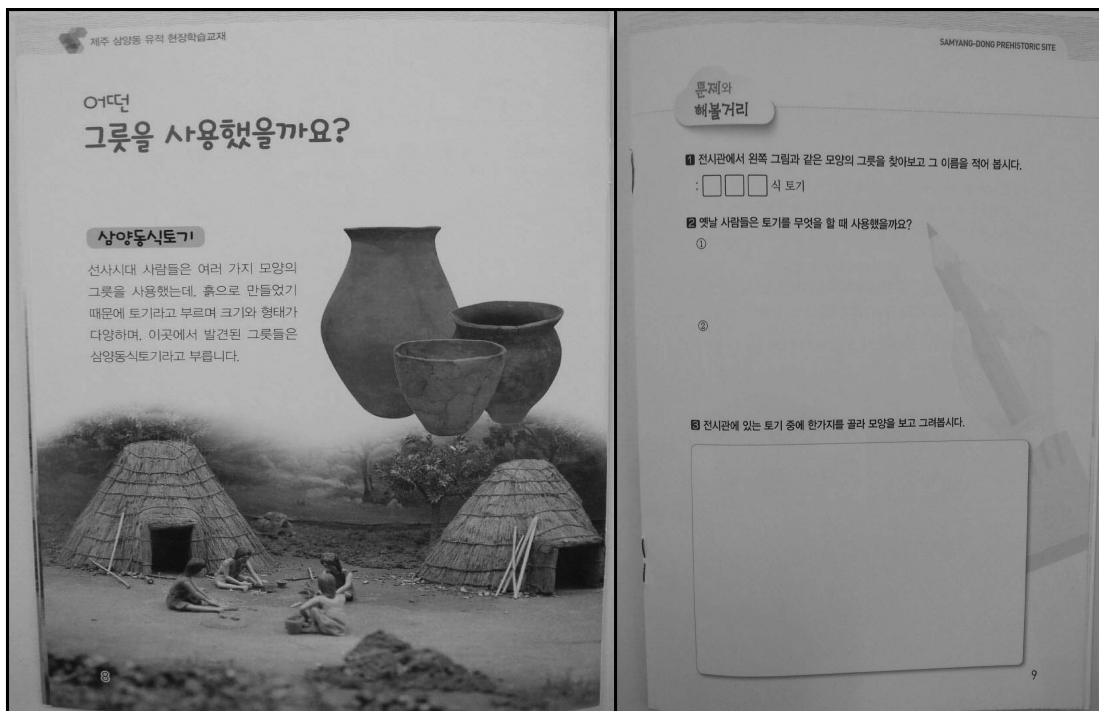 제주 삼양동 유적 현장학습교재
어떤
그릇을 사용했을까요?
삼양동식토기
선사시대 사람들은 여러 가지 모양의
그릇을 사용했는데, 흙으로 만들었기
때문에 토기라고 부르며 크기와 형태가
다양하며, 이곳에서 발견된 그릇들은
삼양동식토기라고 부릅니다.
8
SAMYANG-DONG PREHISTORIC SITE
문제와
해볼거리
1 전시관에서 왼쪽 그림과 같은 모양의 그릇을 찾아보고 그 이름을 적어 봅시다.
: □□□ 식 토기
2 옛날 사람들은 토기를 무엇을 할 때 사용했을까요?
①
②
3 전시관에 있는 토기 중에 한가지를 골라 모양을 보고 그려봅시다.
9